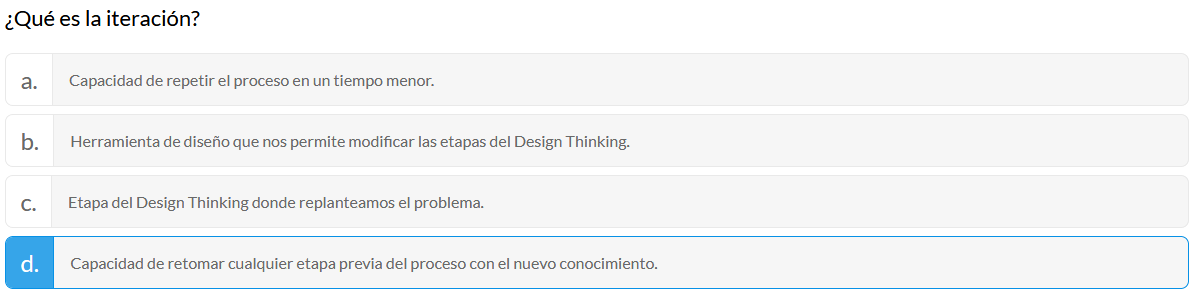 ¿Qué es la iteración?
a. Capacidad de repetir el proceso en un tiempo menor.
b. Herramienta de diseño que nos permite modificar las etapas del Design Thinking.
c. Etapa del Design Thinking donde replanteamos el problema.
d. Capacidad de retomar cualquier etapa previa del proceso con el nuevo conocimiento.